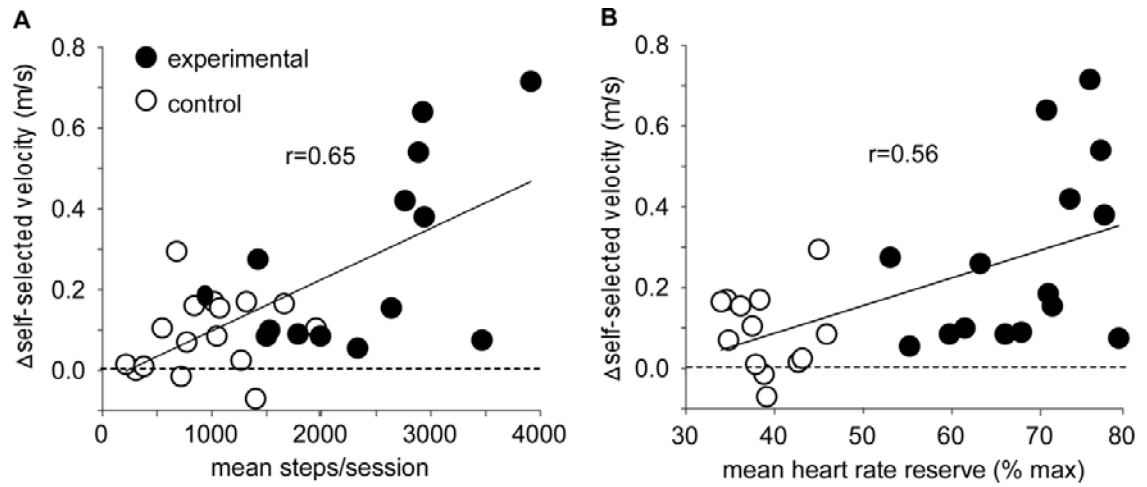 A
Δself-selected velocity (m/s)
0.8
0.6
0.4
0.2
0.0
experimental
control
r=0.65
0
1000
2000
3000
4000
mean steps/session
B
Δself-selected velocity (m/s)
0.8
0.6
0.4
0.2
0.0
r=0.56
30
40
50
60
70
80
mean heart rate reserve (% max)